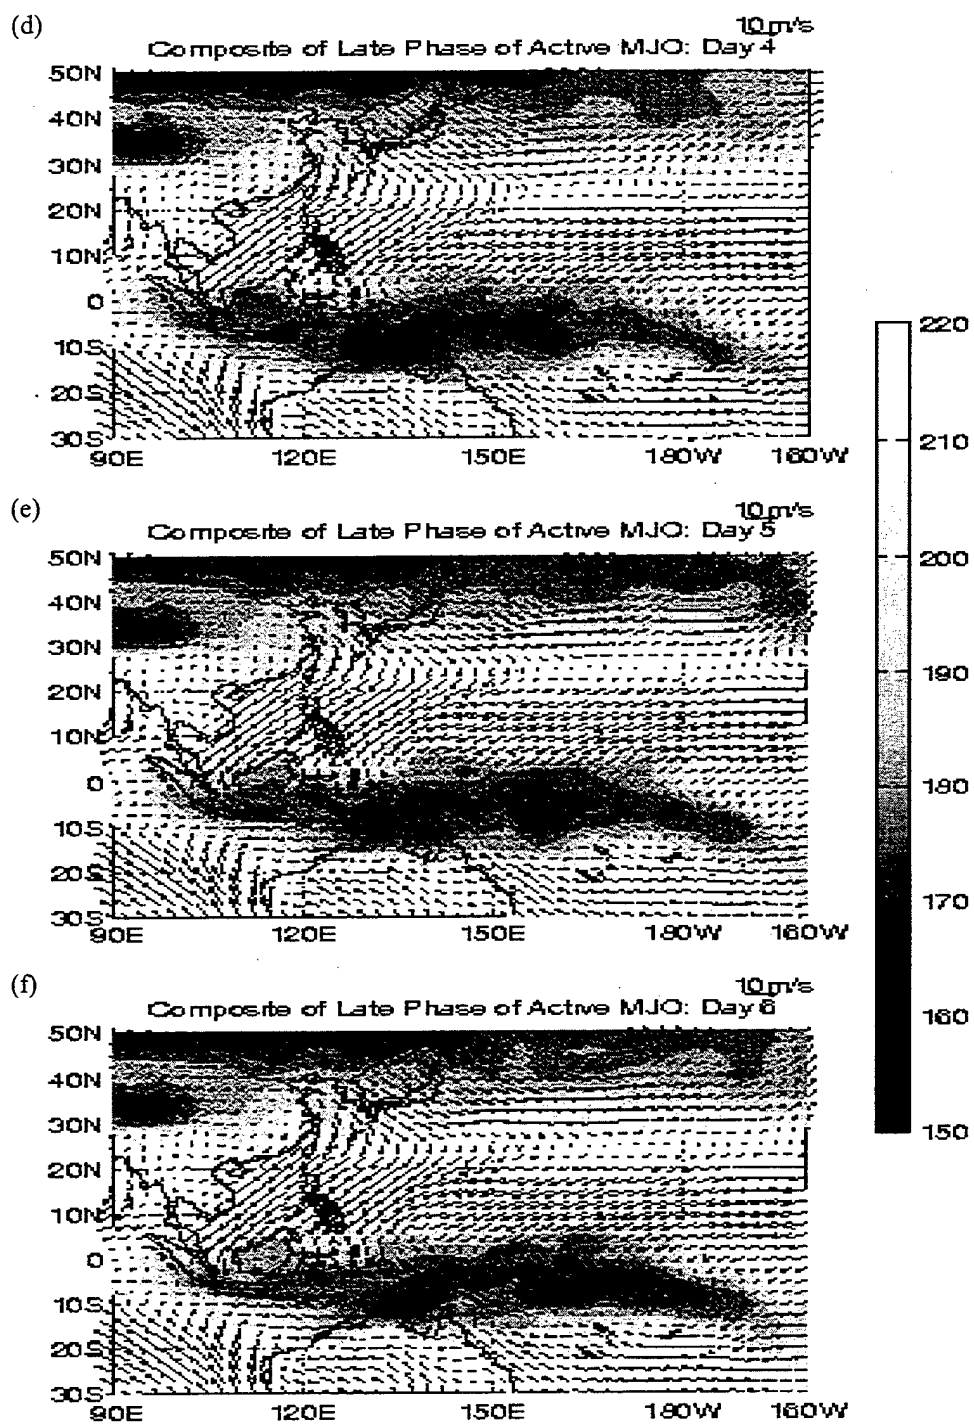 (d)
10 m/s
Composite of Late Phase of Active MJO: Day 4
50N
40N
30N
20N
10N
0
10S
20S
30S
90E 120E 150E 180W 160W
(e)
10 m/s
Composite of Late Phase of Active MJO: Day 5
50N
40N
30N
20N
10N
0
10S
20S
30S
90E 120E 150E 180W 160W
(f)
10 m/s
Composite of Late Phase of Active MJO: Day 6
50N
40N
30N
20N
10N
0
10S
20S
30S
90E 120E 150E 180W 160W
220
210
200
190
180
170
160
150